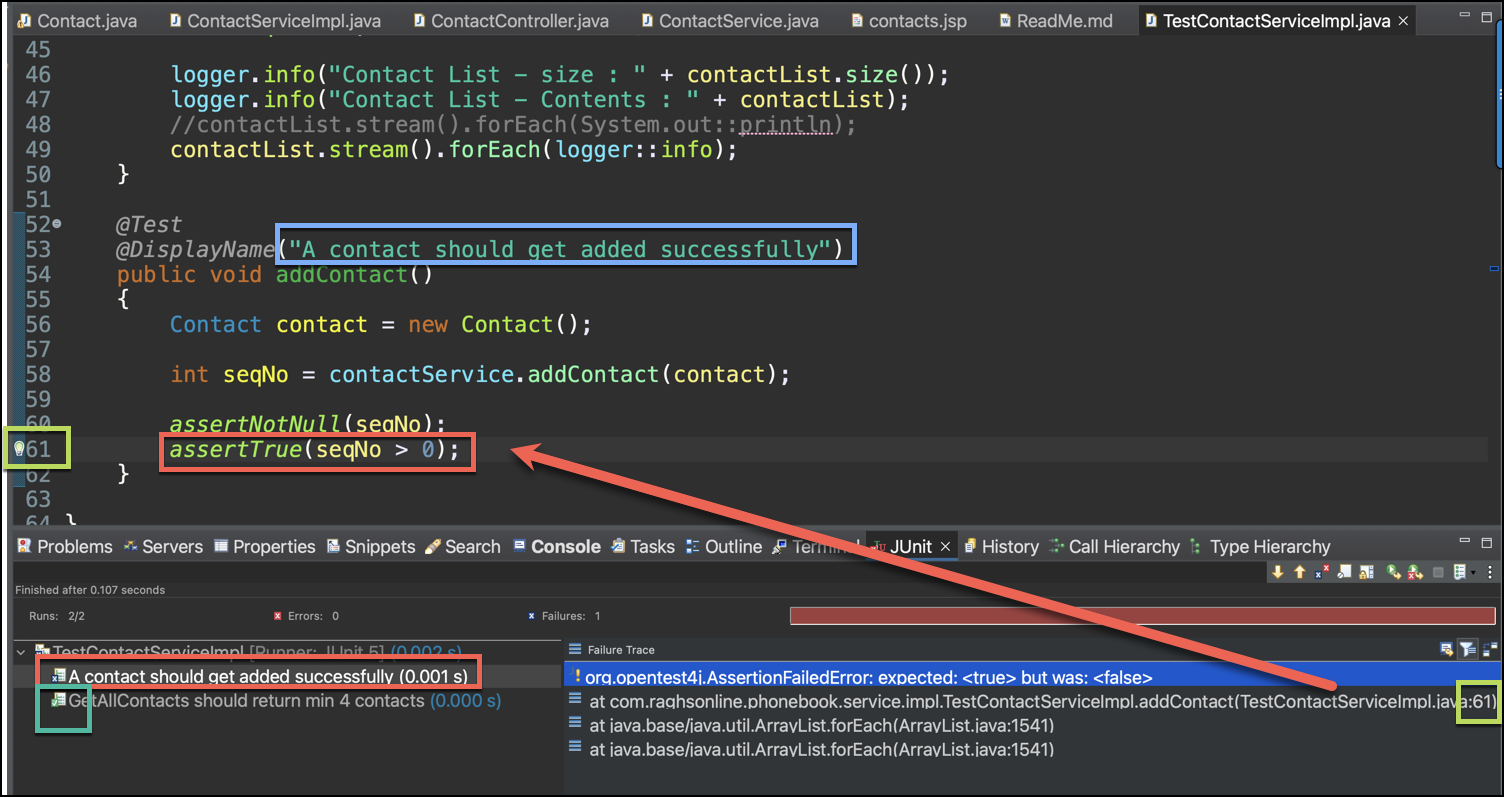 Contact.java ContactServiceImpl.java ContactController.java ContactService.java contacts.jsp ReadMe.md TestContactServiceImpl.java
45
46 logger.info("Contact List - size : " + contactList.size());
47 logger.info("Contact List - Contents : " + contactList);
48 //contactList.stream().forEach(System.out::println);
49 contactList.stream().forEach(logger::info);
50 }
51
52 @Test
53 @DisplayName("A contact should get added successfully")
54 public void addContact()
55 {
56 Contact contact = new Contact();
57
58 int seqNo = contactService.addContact(contact);
59
60 assertNotNull(seqNo);
61 assertTrue(seqNo > 0);
62 }
63
64 }
Problems Servers Properties Snippets Search Console Tasks Outline Terminal JUnit History Call Hierarchy Type Hierarchy
Finished after 0.107 seconds
Runs: 2/2 Errors: 0 Failures: 1
TestContactServiceImpl [Runner: JUnit 5] (0.002 s)
A contact should get added successfully (0.001 s)
GetAllContacts should return min 4 contacts (0.000 s)
Failure Trace
org.opentest4j.AssertionFailedError: expected: <true> but was: <false>
at com.raghsonline.phonebook.service.impl.TestContactServiceImpl.addContact(TestContactServiceImpl.java:61)
at java.base/java.util.ArrayList.forEach(ArrayList.java:1541)
at java.base/java.util.ArrayList.forEach(ArrayList.java:1541)